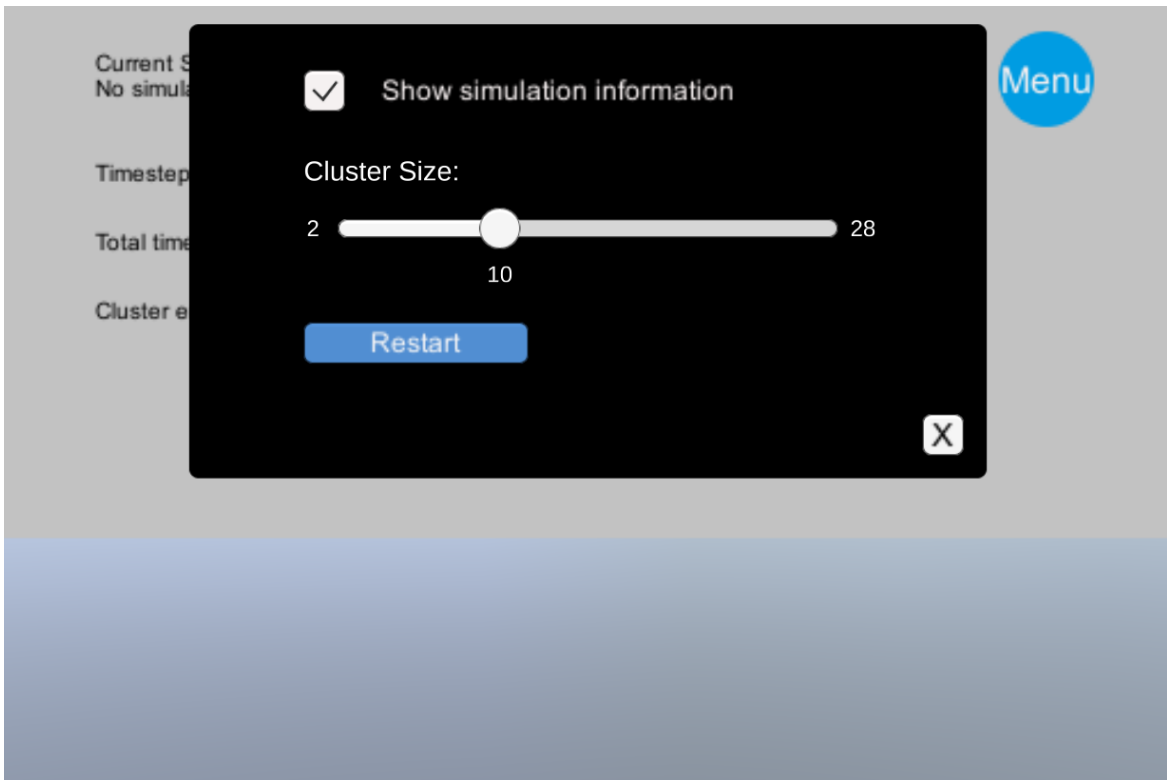 Current S
No simula
Timestep
Total time
Cluster e
Show simulation information
Cluster Size:
2
28
10
Restart
X
Menu